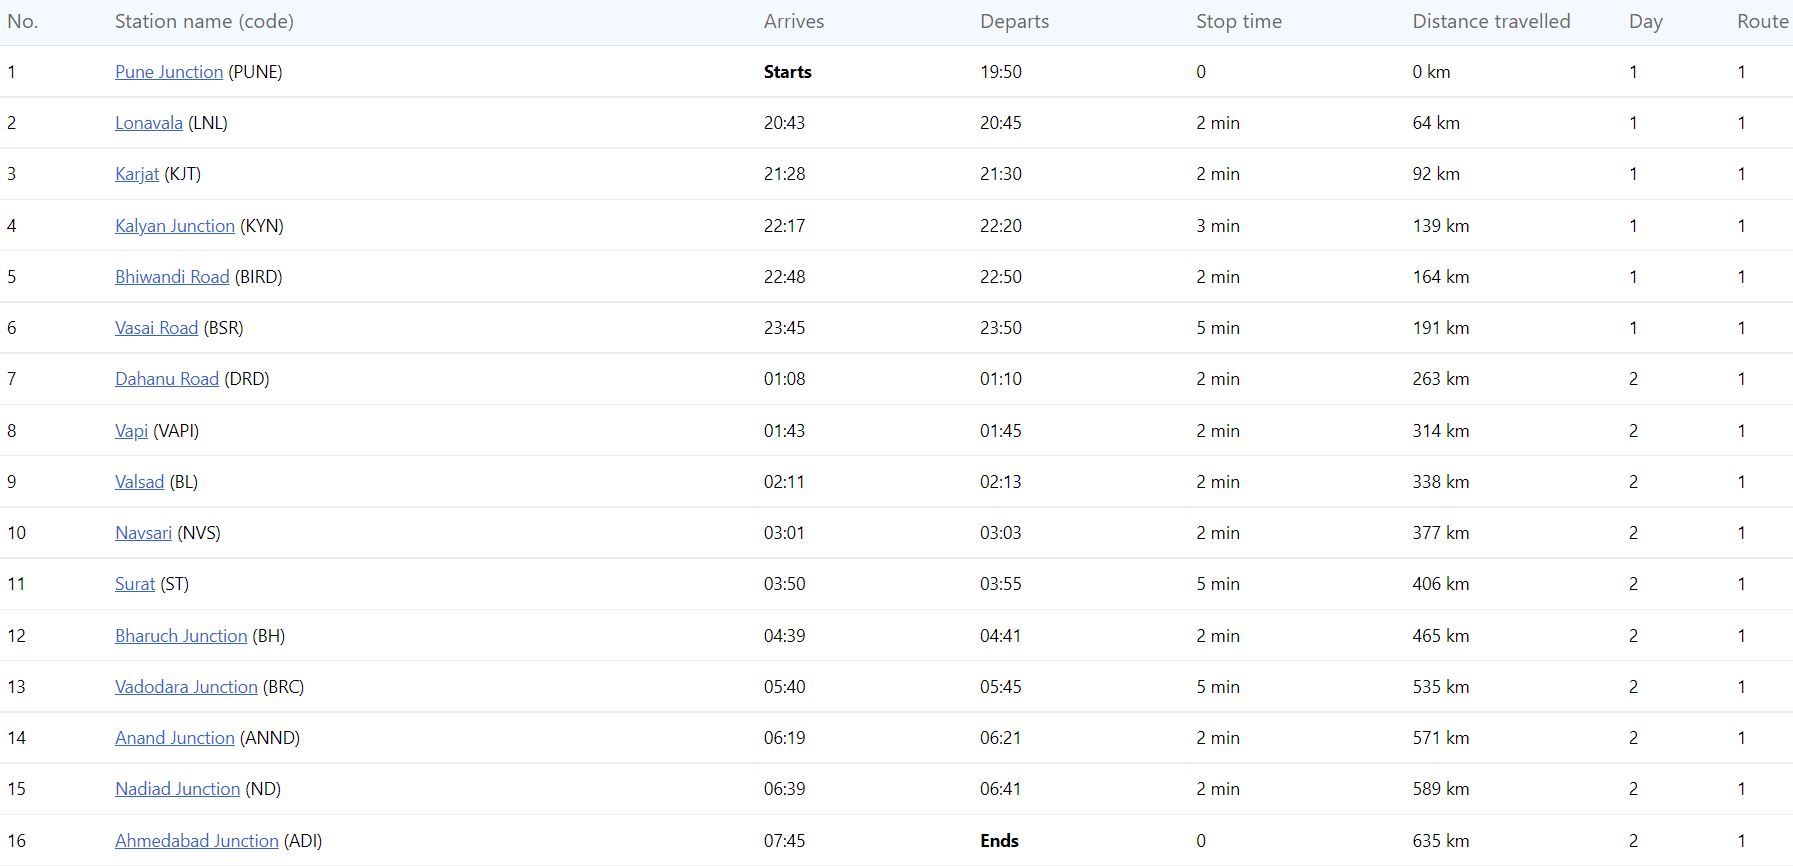 No. Station name (code) Arrives Departs Stop time Distance travelled Day Route
1 Pune Junction (PUNE) Starts 19:50 0 0 km 1 1
2 Lonavala (LNL) 20:43 20:45 2 min 64 km 1 1
3 Karjat (KJT) 21:28 21:30 2 min 92 km 1 1
4 Kalyan Junction (KYN) 22:17 22:20 3 min 139 km 1 1
5 Bhiwandi Road (BIRD) 22:48 22:50 2 min 164 km 1 1
6 Vasai Road (BSR) 23:45 23:50 5 min 191 km 1 1
7 Dahanu Road (DRD) 01:08 01:10 2 min 263 km 2 1
8 Vapi (VAPI) 01:43 01:45 2 min 314 km 2 1
9 Valsad (BL) 02:11 02:13 2 min 338 km 2 1
10 Navsari (NVS) 03:01 03:03 2 min 377 km 2 1
11 Surat (ST) 03:50 03:55 5 min 406 km 2 1
12 Bharuch Junction (BH) 04:39 04:41 2 min 465 km 2 1
13 Vadodara Junction (BRC) 05:40 05:45 5 min 535 km 2 1
14 Anand Junction (ANND) 06:19 06:21 2 min 571 km 2 1
15 Nadiad Junction (ND) 06:39 06:41 2 min 589 km 2 1
16 Ahmedabad Junction (ADI) 07:45 Ends 0 635 km 2 1